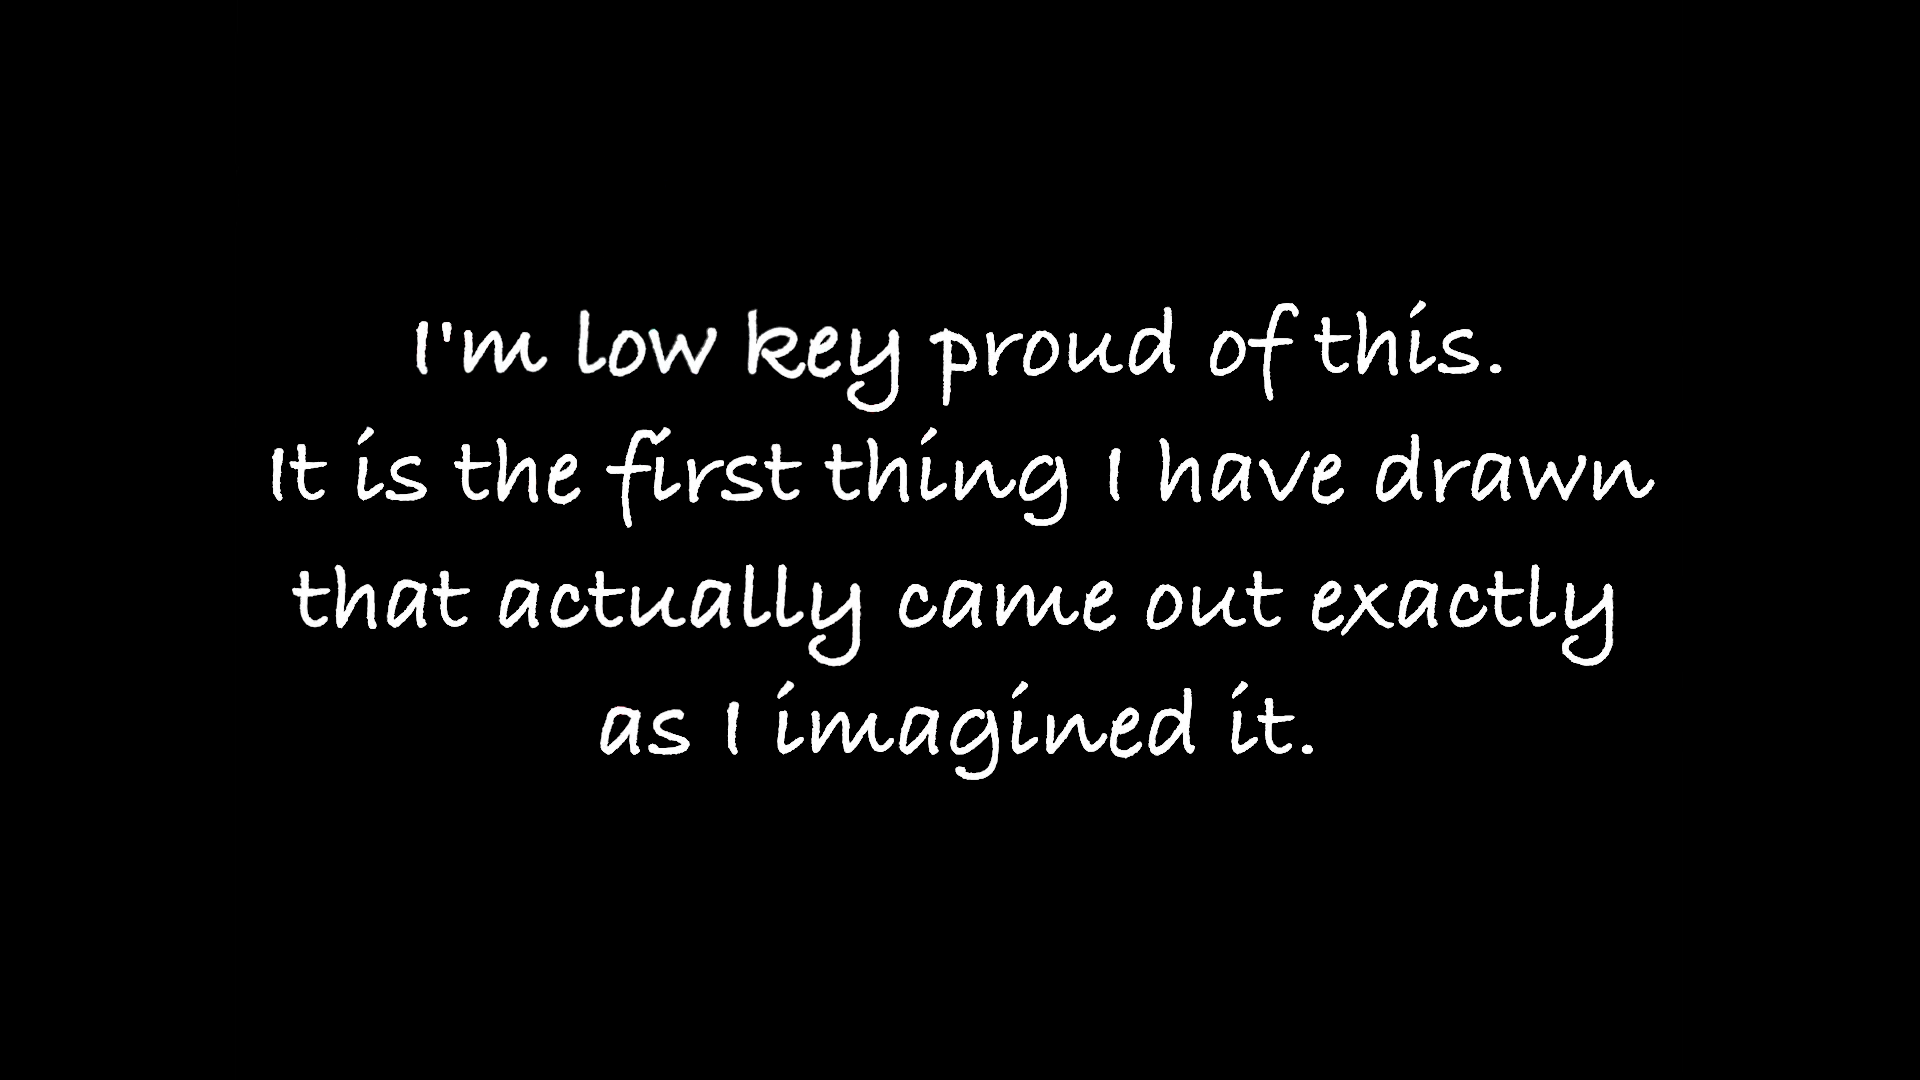 I'm low key proud of this.
It is the first thing I have drawn
that actually came out exactly
as I imagined it.